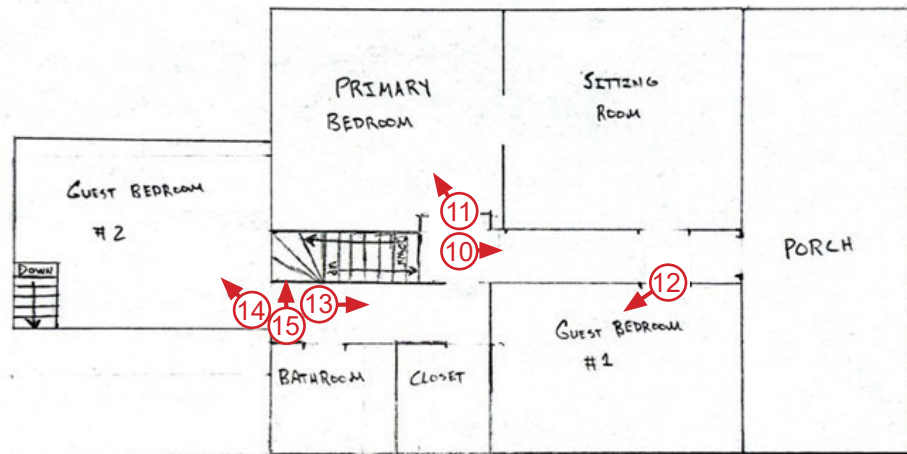 PRIMARY
BEDROOM
SITTING
ROOM
GUEST BEDROOM
#2
11
DOWN
UP
10
PORCH
DOWN
12
14
13
15
GUEST BEDROOM
#1
BATHROOM
CLOSET